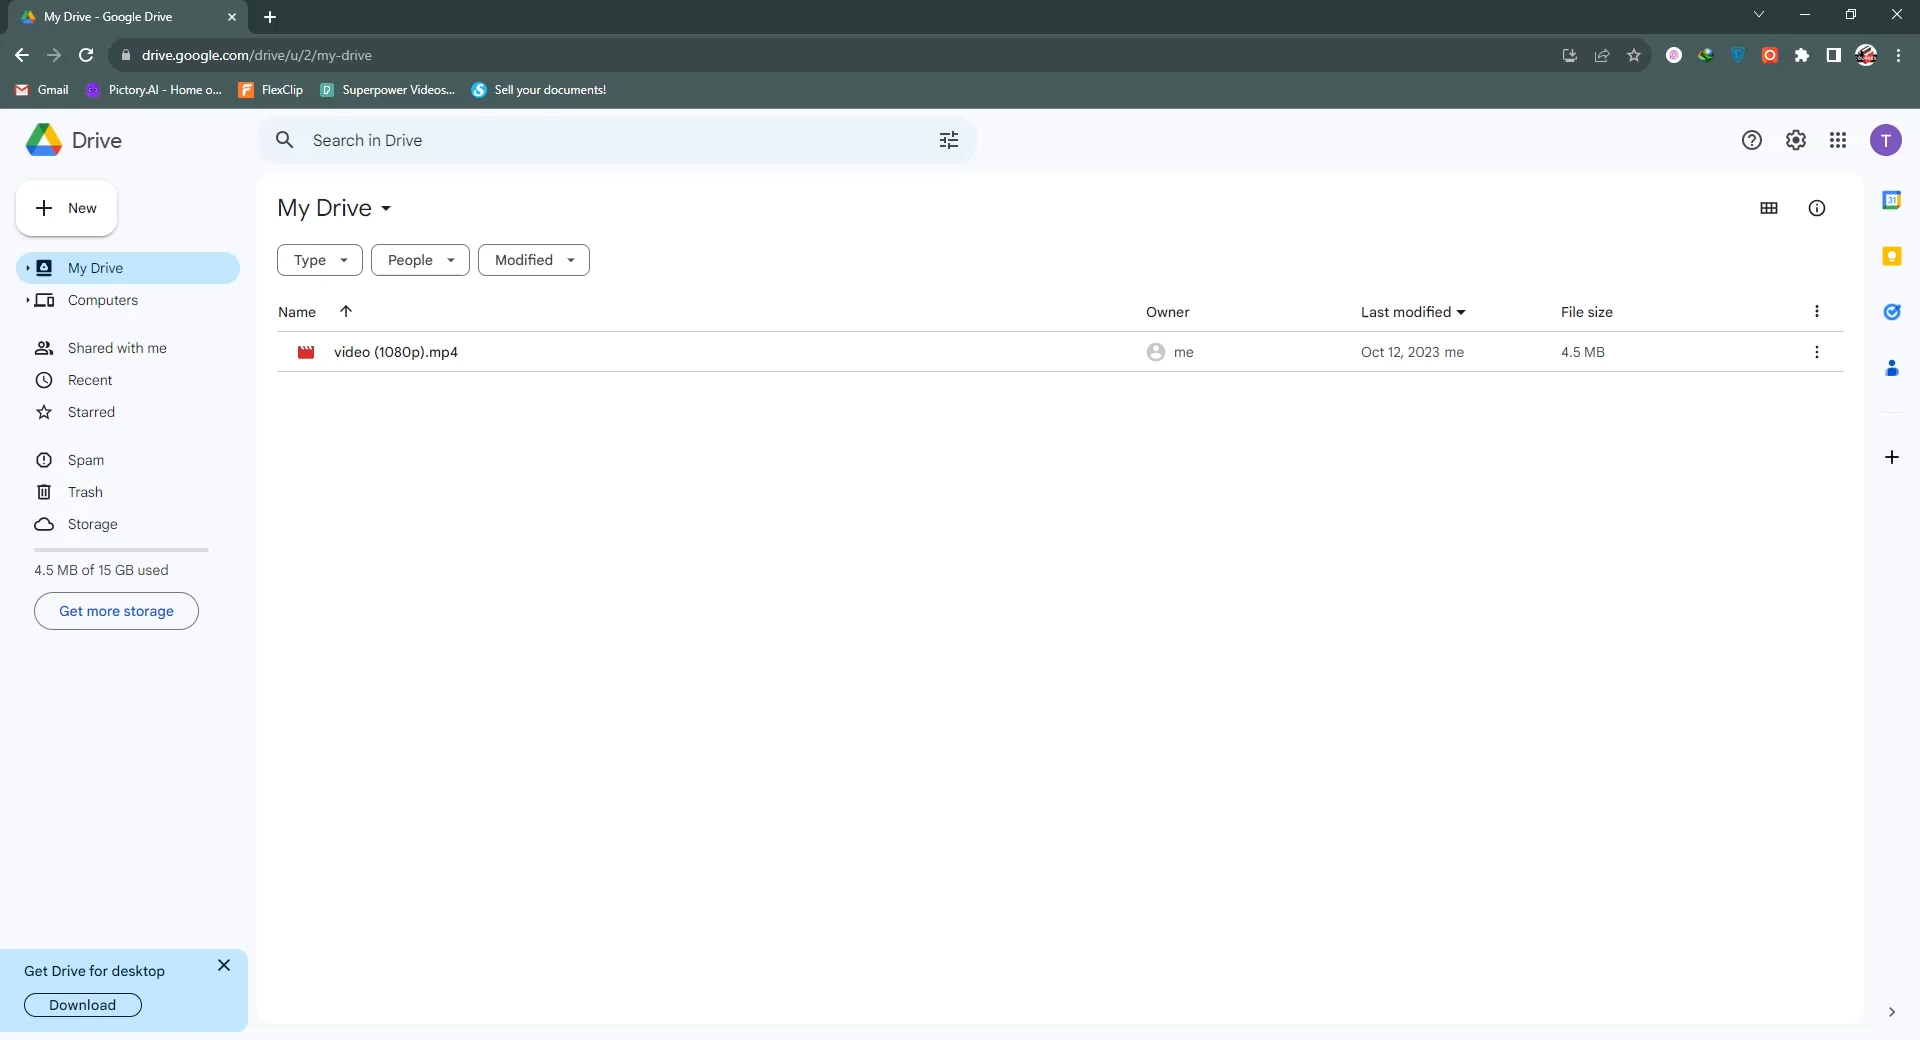 My Drive - Google Drive
drive.google.com/drive/u/2/my-drive
Gmail
Pictory.AI - Home o...
FlexClip
Superpower Videos...
Sell your documents!
Drive
Search in Drive
T
New
My Drive
Type
People
Modified
My Drive
Computers
Shared with me
Recent
Starred
Spam
Trash
Storage
4.5 MB of 15 GB used
Get more storage
Name
Owner
Last modified
File size
video (1080p).mp4
me
Oct 12, 2023 me
4.5 MB
31
Get Drive for desktop
Download